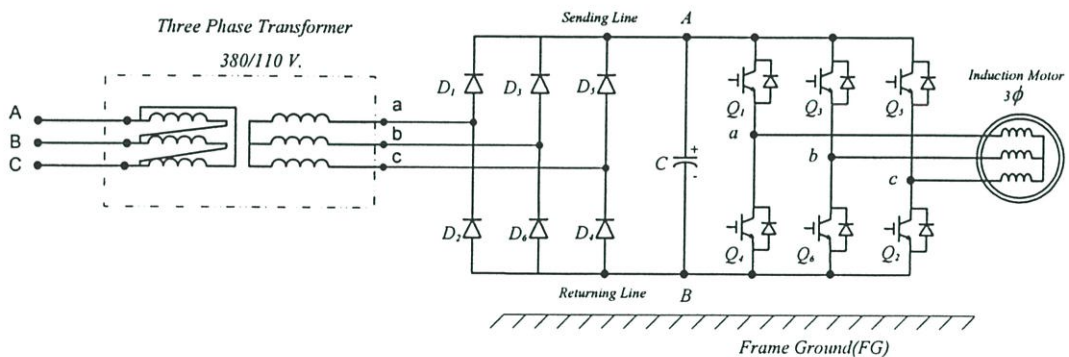 Three Phase Transformer
380/110 V.
Sending Line
A
Induction Motor
3ϕ
D₁
D₃
D₅
Q₁
Q₃
Q₅
A
B
C
a
b
c
a
b
c
C
+
-
D₂
D₆
D₄
Q₄
Q₆
Q₂
Returning Line
B
Frame Ground(FG)